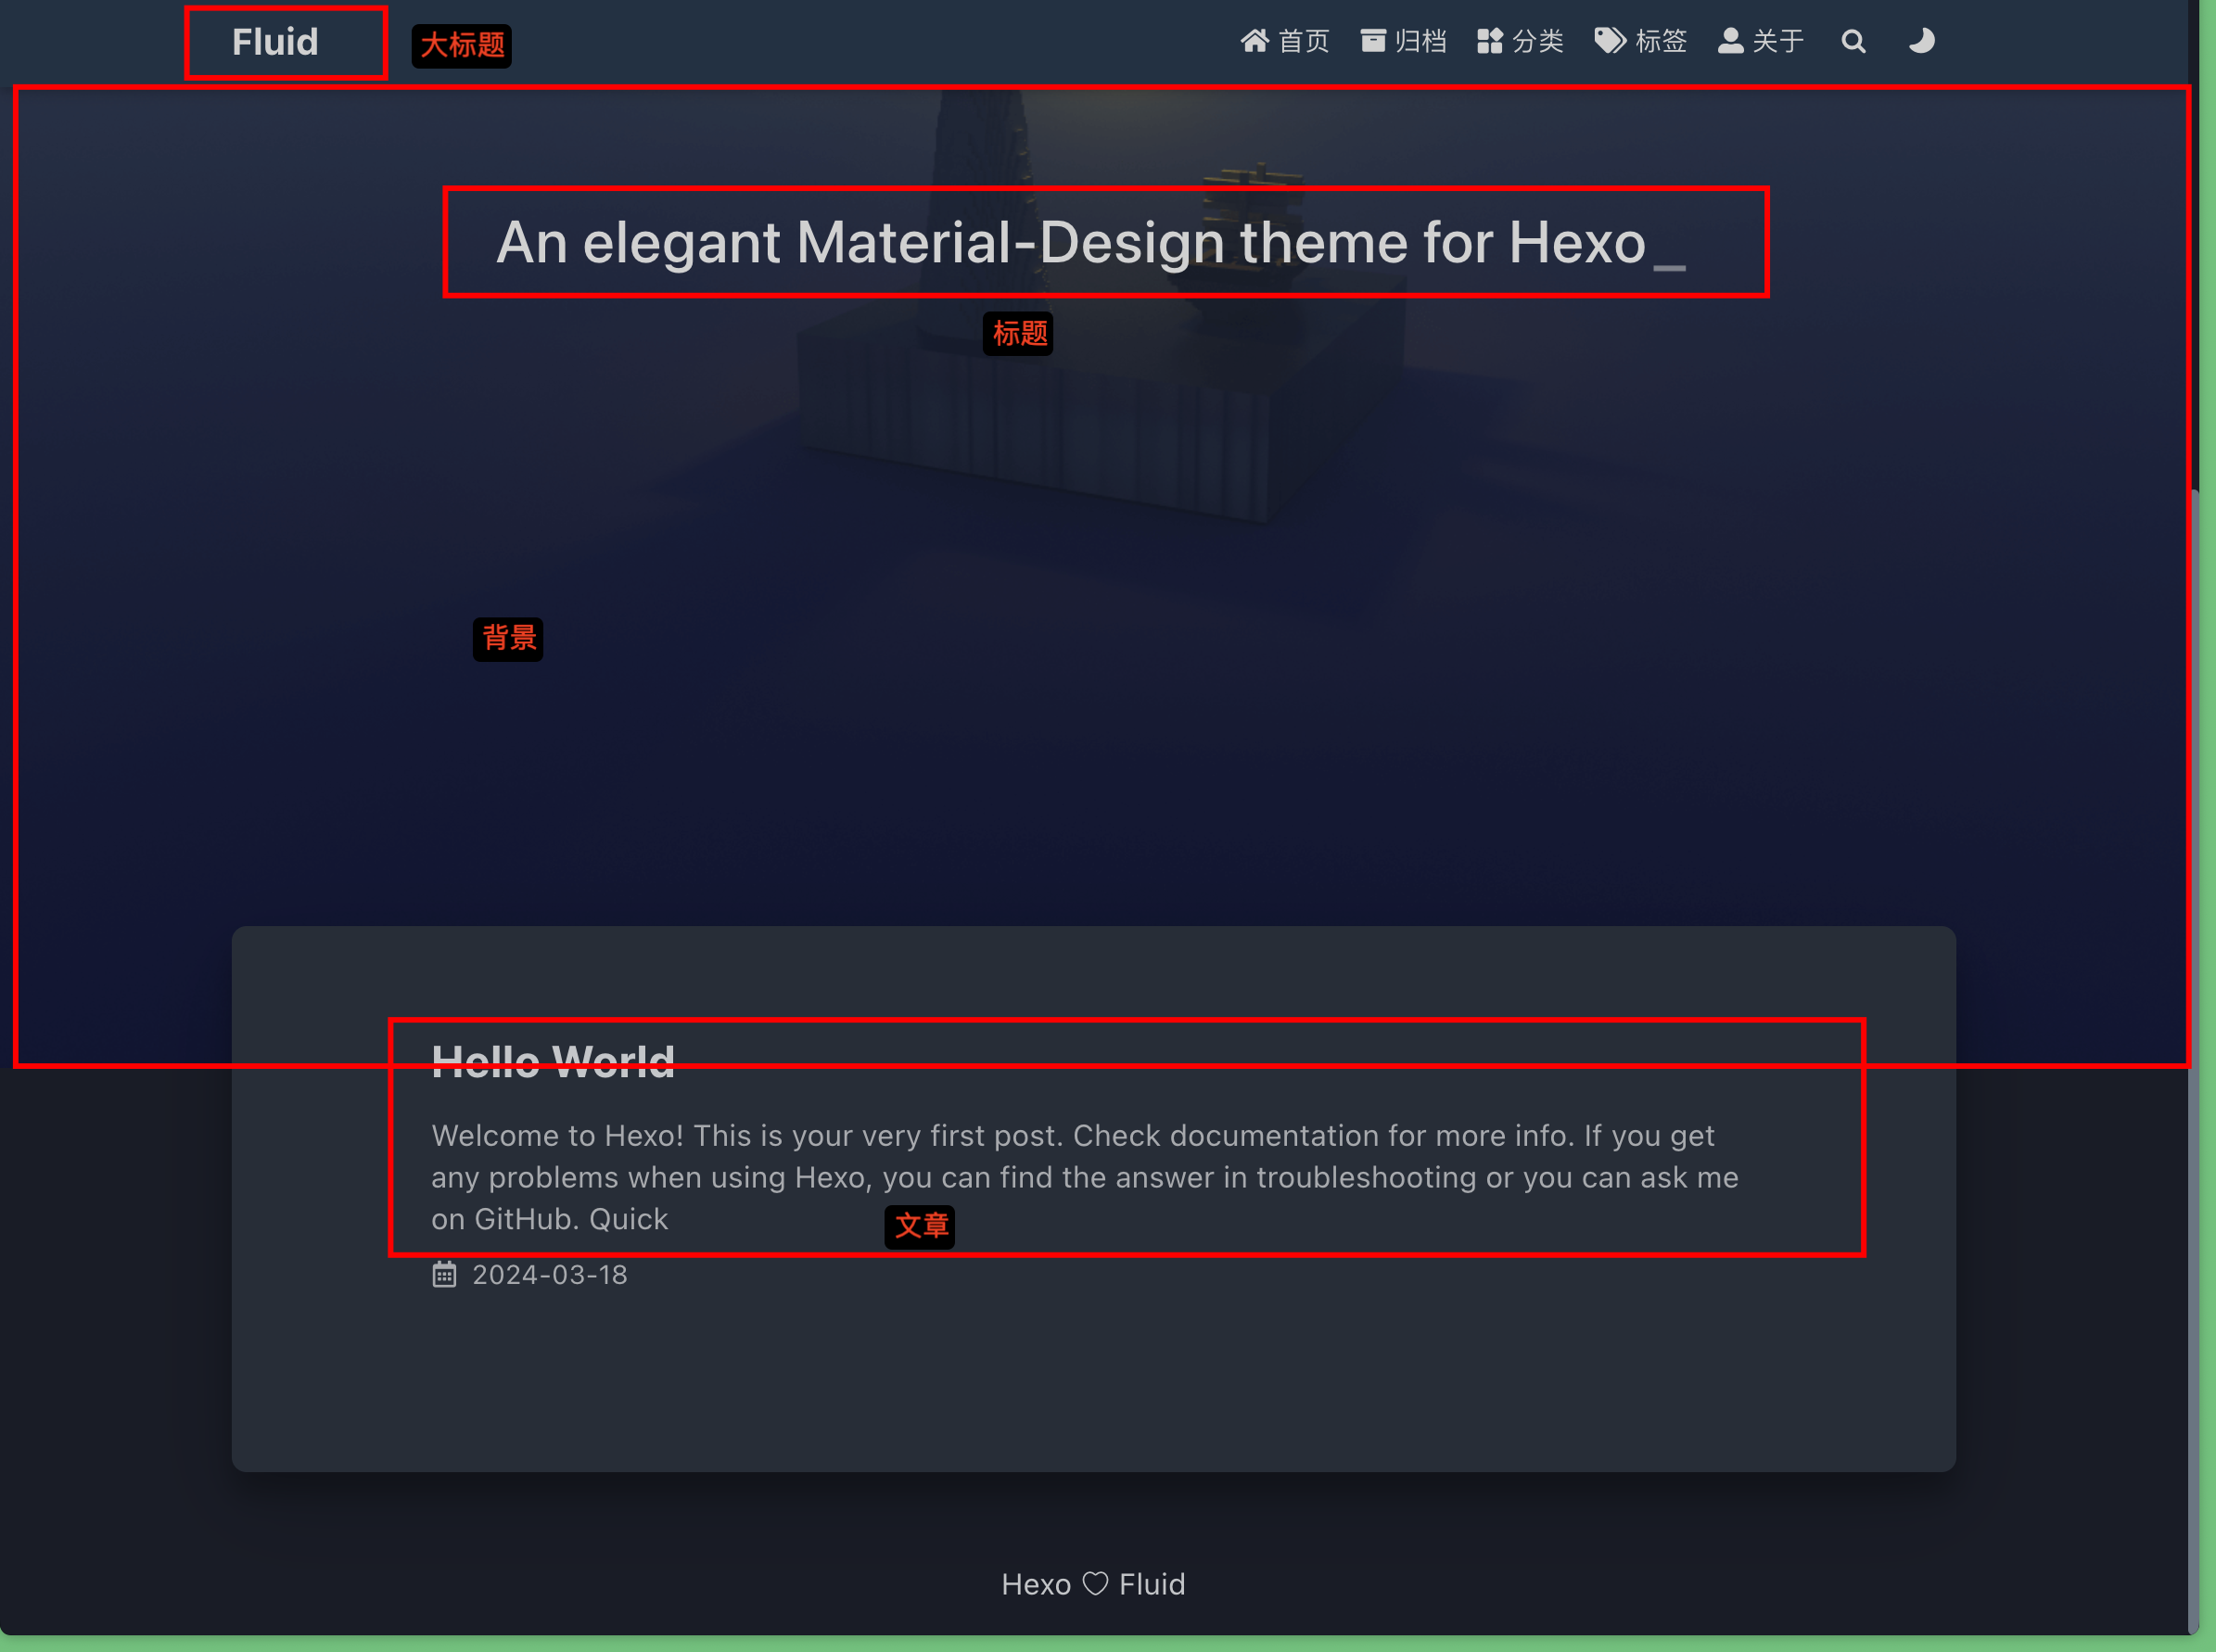 Fluid
大标题
首页 归档 分类 标签 关于
An elegant Material-Design theme for Hexo_
标题
背景
Hello World
Welcome to Hexo! This is your very first post. Check documentation for more info. If you get
any problems when using Hexo, you can find the answer in troubleshooting or you can ask me
on GitHub. Quick
文章
2024-03-18
Hexo ♡ Fluid